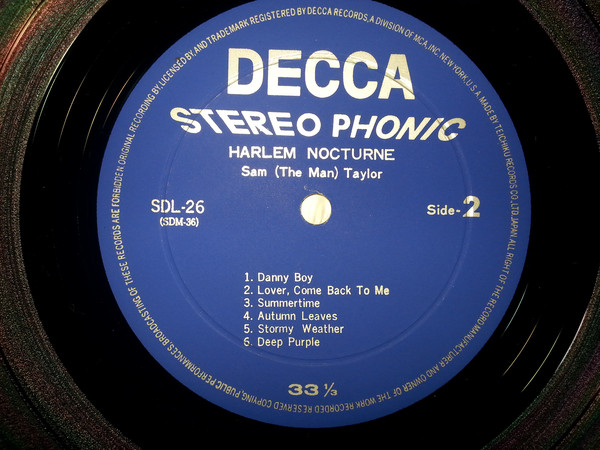 DECCA
STEREO PHONIC
HARLEM NOCTURNE
Sam (The Man) Taylor
SDL-26
(SDM-36)
Side-2
1. Danny Boy
2. Lover, Come Back To Me
3. Summertime
4. Autumn Leaves
5. Stormy Weather
6. Deep Purple
33 ⅓
REGISTERED BY DECCA RECORDS, A DIVISION OF MCA, INC. NEW YORK, U.S.A. MADE BY TEICHIKU RECORDS CO., LTD. JAPAN ALL RIGHT OF THE RECORD MANUFACTURER AND OWNER OF THE WORK RECORDED RESERVED COPYING, PUBLIC PERFORMANCES, BROADCASTING OF THESE RECORDS ARE FORBIDDEN. ORIGINAL RECORDING BY, LICENSED BY, AND TRADEMARK,